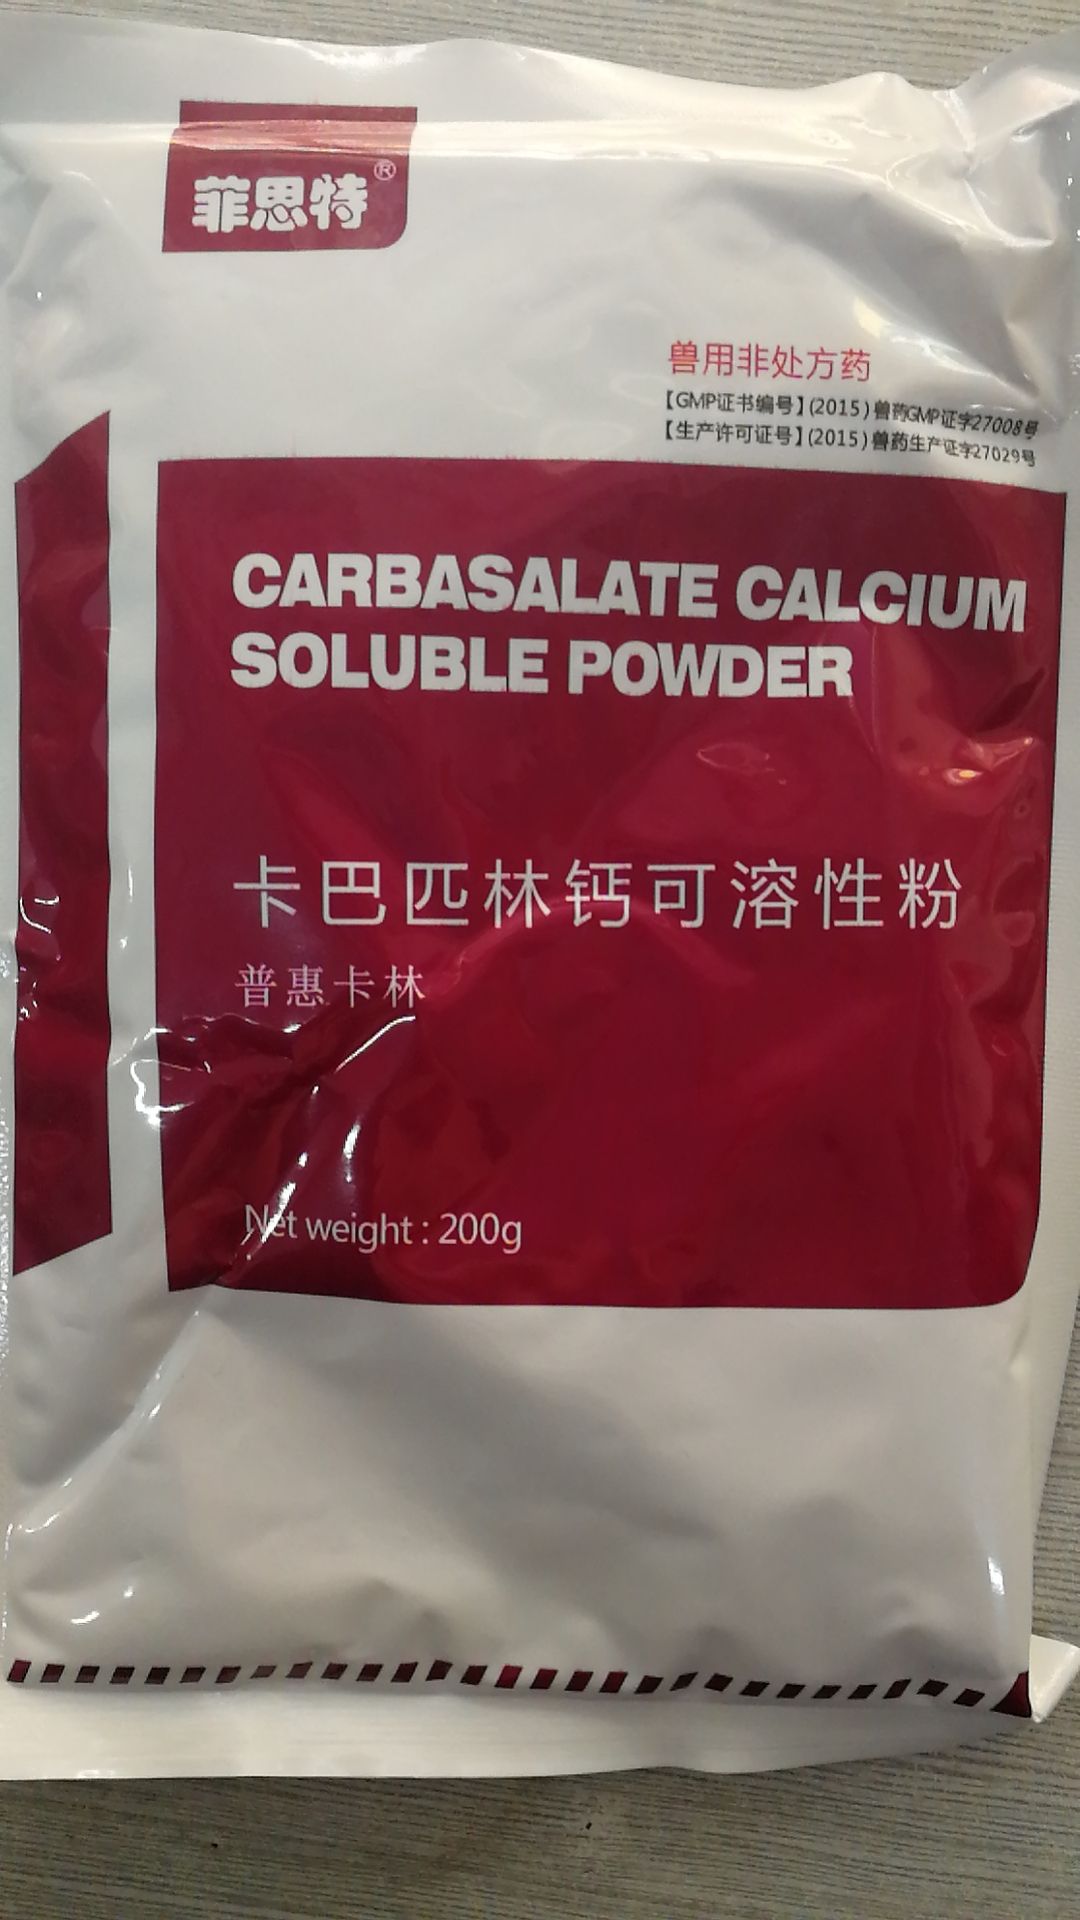 菲思特®
兽用非处方药
【GMP证书编号】(2015)兽药GMP证字27008号
【生产许可证号】(2015)兽药生产证字27029号
CARBASALATE CALCIUM
SOLUBLE POWDER
卡巴匹林钙可溶性粉
普惠卡林
Net weight : 200g